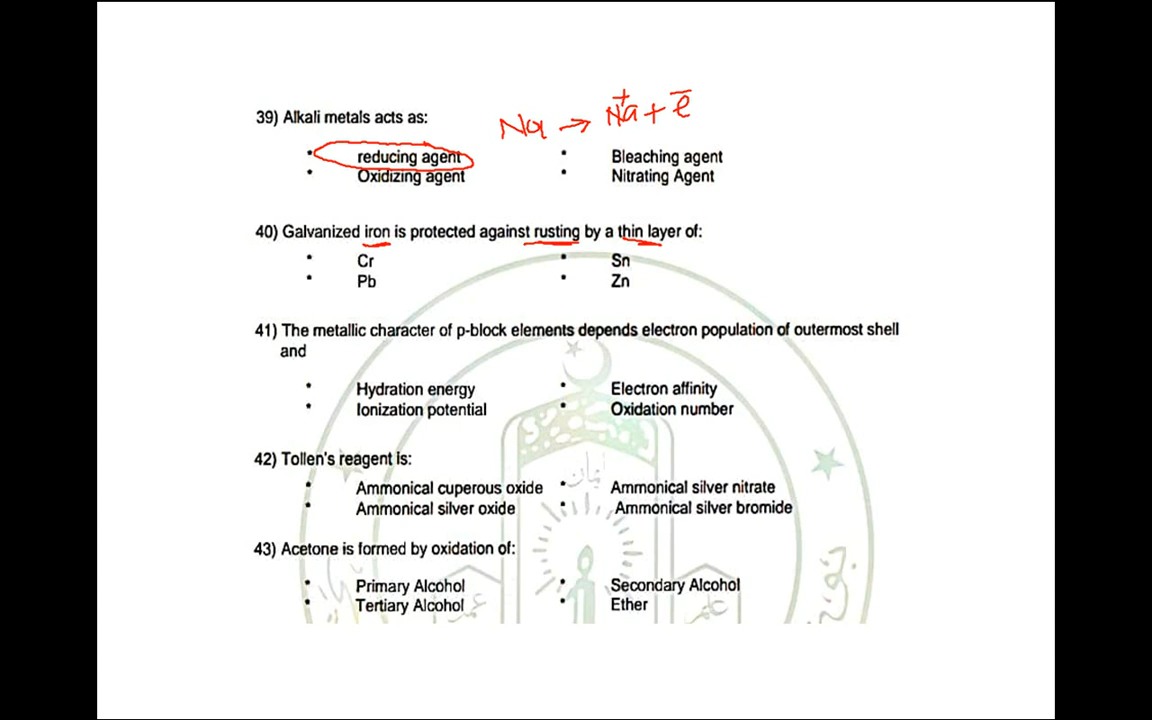 39) Alkali metals acts as:
Na → Na⁺ + e⁻
• reducing agent • Bleaching agent
• Oxidizing agent • Nitrating Agent
40) Galvanized iron is protected against rusting by a thin layer of:
• Cr • Sn
• Pb • Zn
41) The metallic character of p-block elements depends electron population of outermost shell
and
• Hydration energy • Electron affinity
• Ionization potential • Oxidation number
42) Tollen's reagent is:
• Ammonical cuperous oxide • Ammonical silver nitrate
• Ammonical silver oxide • Ammonical silver bromide
43) Acetone is formed by oxidation of:
• Primary Alcohol • Secondary Alcohol
• Tertiary Alcohol • Ether